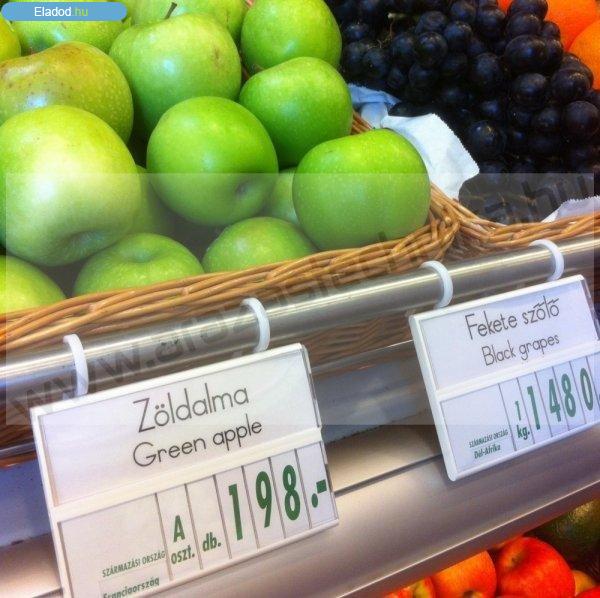 Eladod.hu
Zöldalma
Green apple
SZÁRMAZÁSI ORSZÁG
Franciaország
A
oszt.
db.
198.-
Fekete szőlő
Black grapes
SZÁRMAZÁSI ORSZÁG
Dél-Afrika
1
kg.
1480